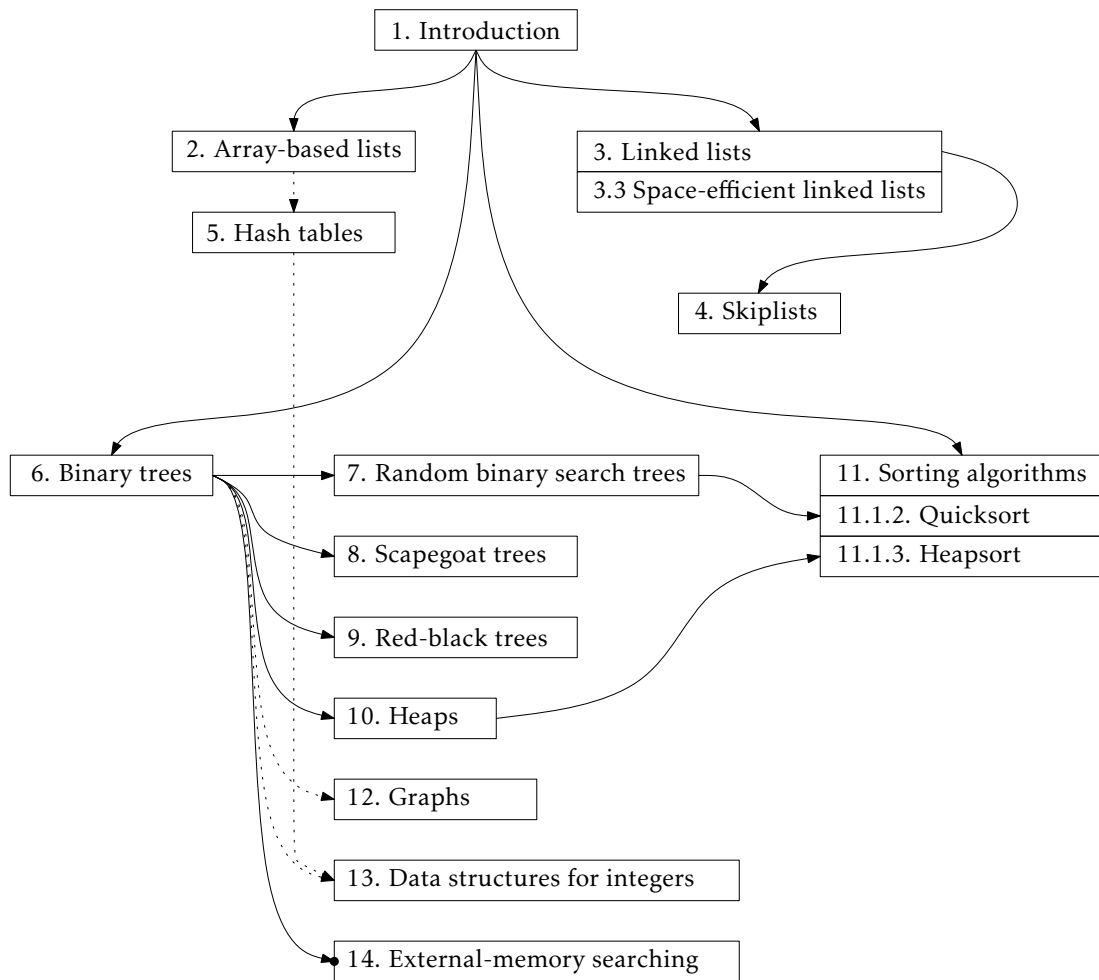 1. Introduction
2. Array-based lists
3. Linked lists
3.3 Space-efficient linked lists
5. Hash tables
4. Skiplists
6. Binary trees
7. Random binary search trees
11. Sorting algorithms
11.1.2. Quicksort
8. Scapegoat trees
11.1.3. Heapsort
9. Red-black trees
10. Heaps
12. Graphs
13. Data structures for integers
14. External-memory searching